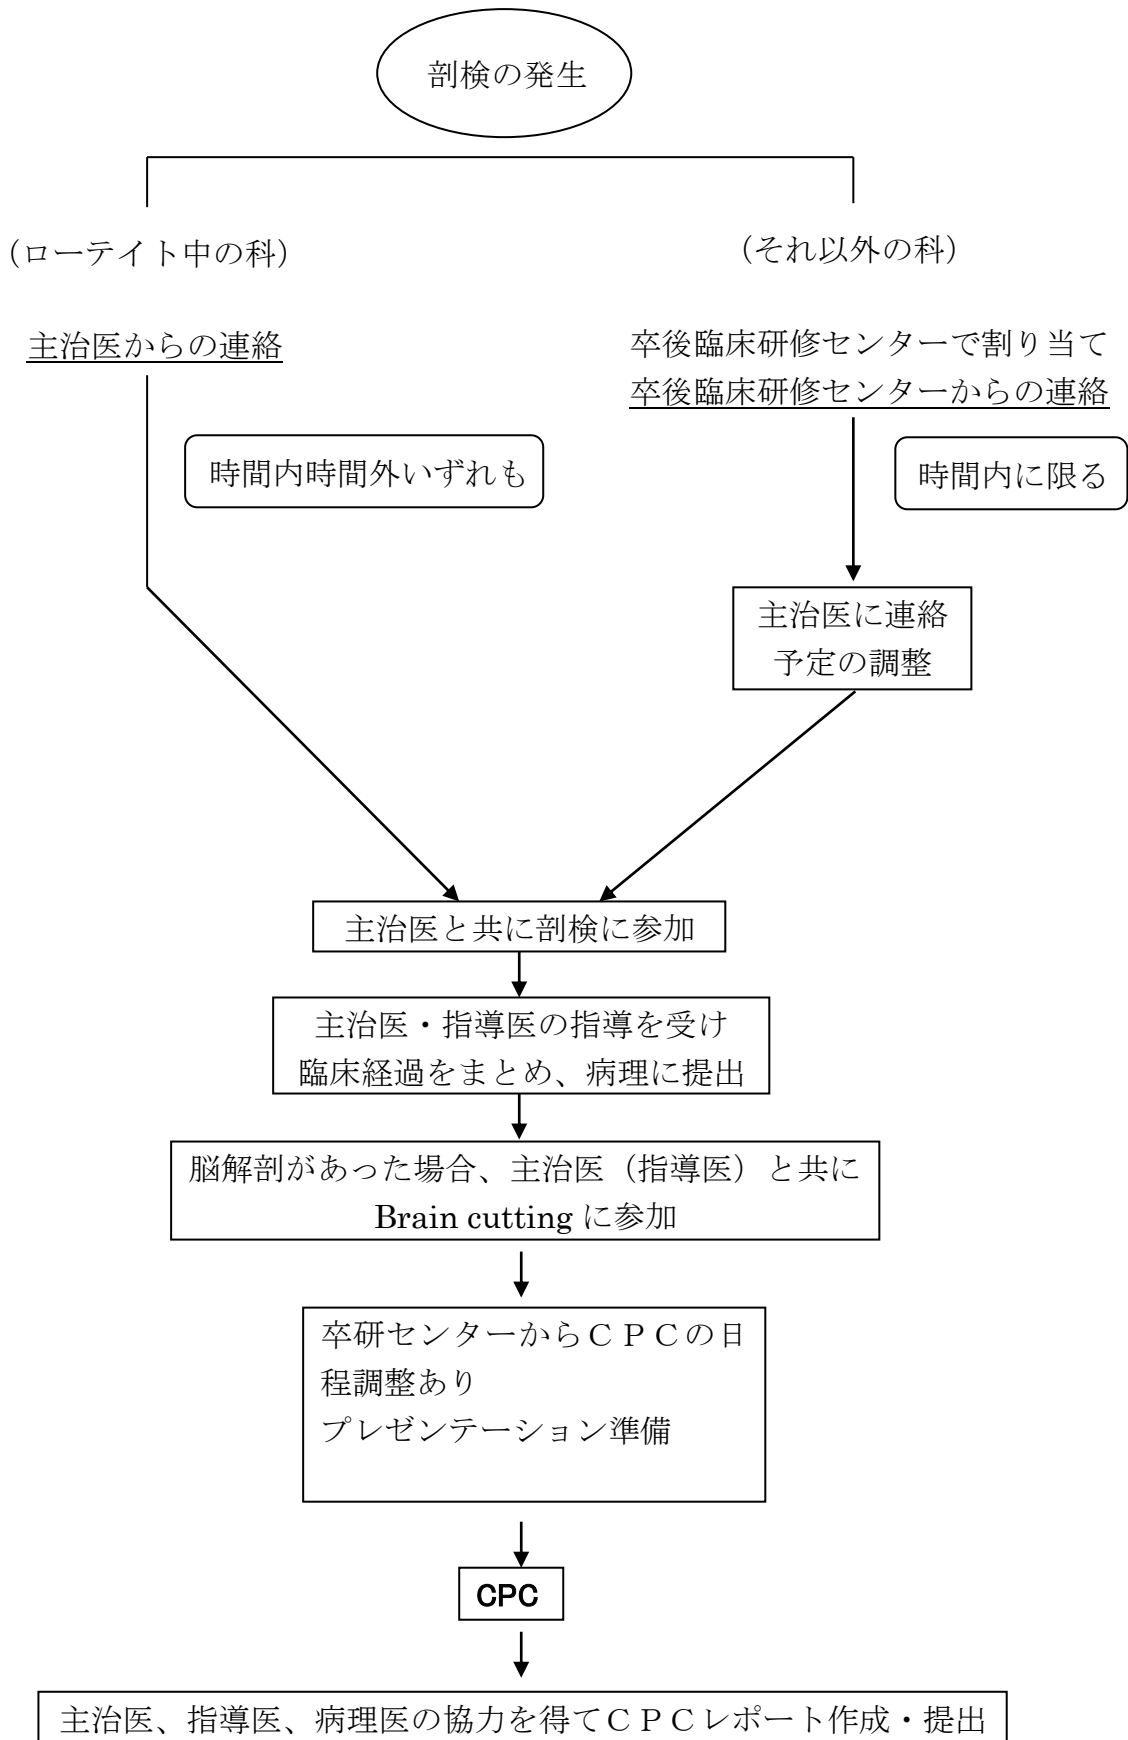 剖検の発生
（ローテイト中の科）
（それ以外の科）
主治医からの連絡
卒後臨床研修センターで割り当て
卒後臨床研修センターからの連絡
時間内時間外いずれも
時間内に限る
主治医に連絡
予定の調整
主治医と共に剖検に参加
主治医・指導医の指導を受け
臨床経過をまとめ、病理に提出
脳解剖があった場合、主治医（指導医）と共に
Brain cutting に参加
卒研センターからＣＰＣの日
程調整あり
プレゼンテーション準備
CPC
主治医、指導医、病理医の協力を得てＣＰＣレポート作成・提出